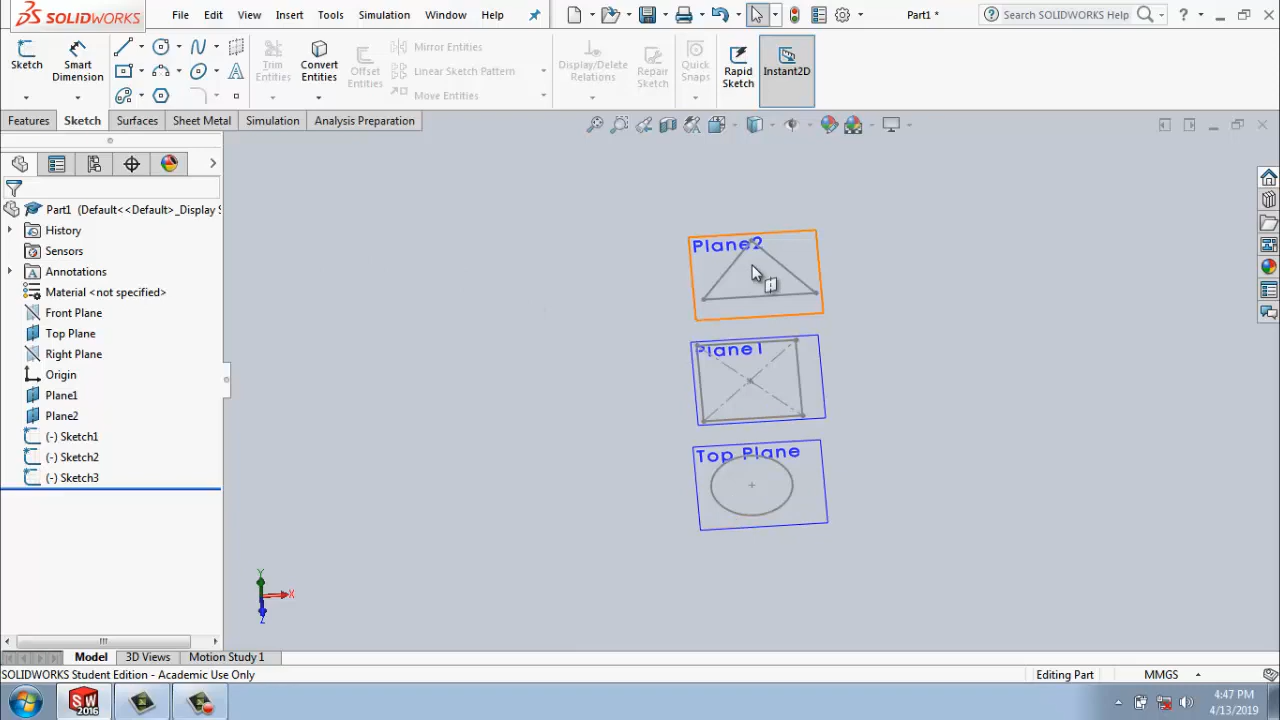 SOLIDWORKS File Edit View Insert Tools Simulation Window Help Part1 * Search SOLIDWORKS Help ?
Sketch Smart Dimension Trim Entities Convert Entities Offset Entities Mirror Entities Linear Sketch Pattern Move Entities Display/Delete Relations Repair Sketch Quick Snaps Rapid Sketch Instant2D
Features Sketch Surfaces Sheet Metal Simulation Analysis Preparation
Part1 (Default<<Default>_Display S
History
Sensors
Annotations
Material <not specified>
Front Plane
Top Plane
Right Plane
Origin
Plane1
Plane2
(-) Sketch1
(-) Sketch2
(-) Sketch3
Plane2
Plane1
Top Plane
Y
X
Z
Model 3D Views Motion Study 1
SOLIDWORKS Student Edition - Academic Use Only Editing Part MMGS
SW 2016
4:47 PM
4/13/2019